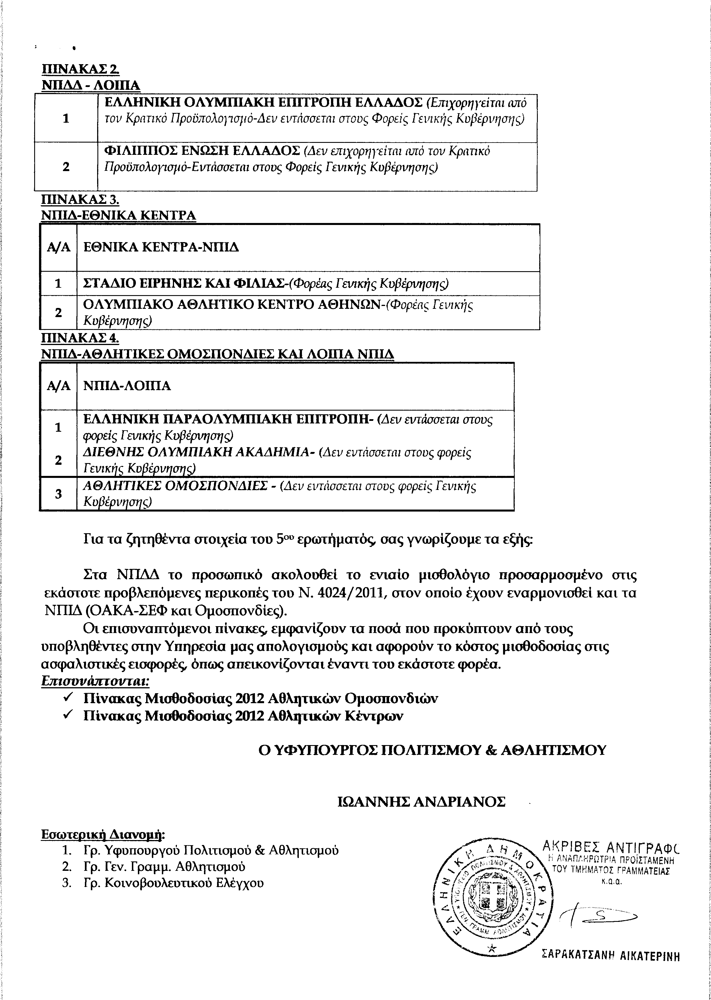 ΠΙΝΑΚΑΣ 2.
ΝΠΔΔ - ΛΟΙΠΑ
1
ΕΛΛΗΝΙΚΗ ΟΛΥΜΠΙΑΚΗ ΕΠΙΤΡΟΠΗ ΕΛΛΑΔΟΣ (Επιχορηγείται από
τον Κρατικό Προϋπολογισμό-Δεν εντάσσεται στους Φορείς Γενικής Κυβέρνησης)
2
ΦΙΛΙΠΠΟΣ ΕΝΩΣΗ ΕΛΛΑΔΟΣ (Δεν επιχορηγείται από τον Κρατικό
Προϋπολογισμό-Εντάσσεται στους Φορείς Γενικής Κυβέρνησης)
ΠΙΝΑΚΑΣ 3.
ΝΠΙΔ-ΕΘΝΙΚΑ ΚΕΝΤΡΑ
Α/Α ΕΘΝΙΚΑ ΚΕΝΤΡΑ-ΝΠΙΔ
1 ΣΤΑΔΙΟ ΕΙΡΗΝΗΣ ΚΑΙ ΦΙΛΙΑΣ-(Φορέας Γενικής Κυβέρνησης)
2
ΟΛΥΜΠΙΑΚΟ ΑΘΛΗΤΙΚΟ ΚΕΝΤΡΟ ΑΘΗΝΩΝ-(Φορέας Γενικής
Κυβέρνησης)
ΠΙΝΑΚΑΣ 4.
ΝΠΙΔ-ΑΘΛΗΤΙΚΕΣ ΟΜΟΣΠΟΝΔΙΕΣ ΚΑΙ ΛΟΙΠΑ ΝΠΙΔ
Α/Α ΝΠΙΔ-ΛΟΙΠΑ
1
ΕΛΛΗΝΙΚΗ ΠΑΡΑΟΛΥΜΠΙΑΚΗ ΕΠΙΤΡΟΠΗ- (Δεν εντάσσεται στους
φορείς Γενικής Κυβέρνησης)
2
ΔΙΕΘΝΗΣ ΟΛΥΜΠΙΑΚΗ ΑΚΑΔΗΜΙΑ- (Δεν εντάσσεται στους φορείς
Γενικής Κυβέρνησης)
3
ΑΘΛΗΤΙΚΕΣ ΟΜΟΣΠΟΝΔΙΕΣ - (Δεν εντάσσεται στους φορείς Γενικής
Κυβέρνησης)
Για τα ζητηθέντα στοιχεία του 5ου ερωτήματός, σας γνωρίζουμε τα εξής:
Στα ΝΠΔΔ το προσωπικό ακολουθεί το ενιαίο μισθολόγιο προσαρμοσμένο στις
εκάστοτε προβλεπόμενες περικοπές του Ν. 4024/2011, στον οποίο έχουν εναρμονισθεί και τα
ΝΠΙΔ (ΟΑΚΑ-ΣΕΦ και Ομοσπονδίες).
Οι επισυναπτόμενοι πίνακες, εμφανίζουν τα ποσά που προκύπτουν από τους
υποβληθέντες στην Υπηρεσία μας απολογισμούς και αφορούν το κόστος μισθοδοσίας στις
ασφαλιστικές εισφορές, όπως απεικονίζονται έναντι του εκάστοτε φορέα.
Επισυνάπτονται:
✓ Πίνακας Μισθοδοσίας 2012 Αθλητικών Ομοσπονδιών
✓ Πίνακας Μισθοδοσίας 2012 Αθλητικών Κέντρων
Ο ΥΦΥΠΟΥΡΓΟΣ ΠΟΛΙΤΙΣΜΟΥ & ΑΘΛΗΤΙΣΜΟΥ
ΙΩΑΝΝΗΣ ΑΝΔΡΙΑΝΟΣ
Εσωτερική Διανομή:
1. Γρ. Υφυπουργού Πολιτισμού & Αθλητισμού
2. Γρ. Γεν. Γραμμ. Αθλητισμού
3. Γρ. Κοινοβουλευτικού Ελέγχου
ΕΛΛΗΝΙΚΗ ΔΗΜΟΚΡΑΤΙΑ
ΥΠΟΥΡΓΕΙΟ ΠΟΛΙΤΙΣΜΟΥ & ΑΘΛΗΤΙΣΜΟΥ
ΓΕΝ. ΓΡΑΜΜ ΑΘΛΗΤΙΣΜΟΥ
ΑΚΡΙΒΕΣ ΑΝΤΙΓΡΑΦΟ
Η ΑΝΑΠΛΗΡΩΤΡΙΑ ΠΡΟΪΣΤΑΜΕΝΗ
ΤΟΥ ΤΜΗΜΑΤΟΣ ΓΡΑΜΜΑΤΕΙΑΣ
κ.α.α.
ΣΑΡΑΚΑΤΣΑΝΗ ΑΙΚΑΤΕΡΙΝΗ